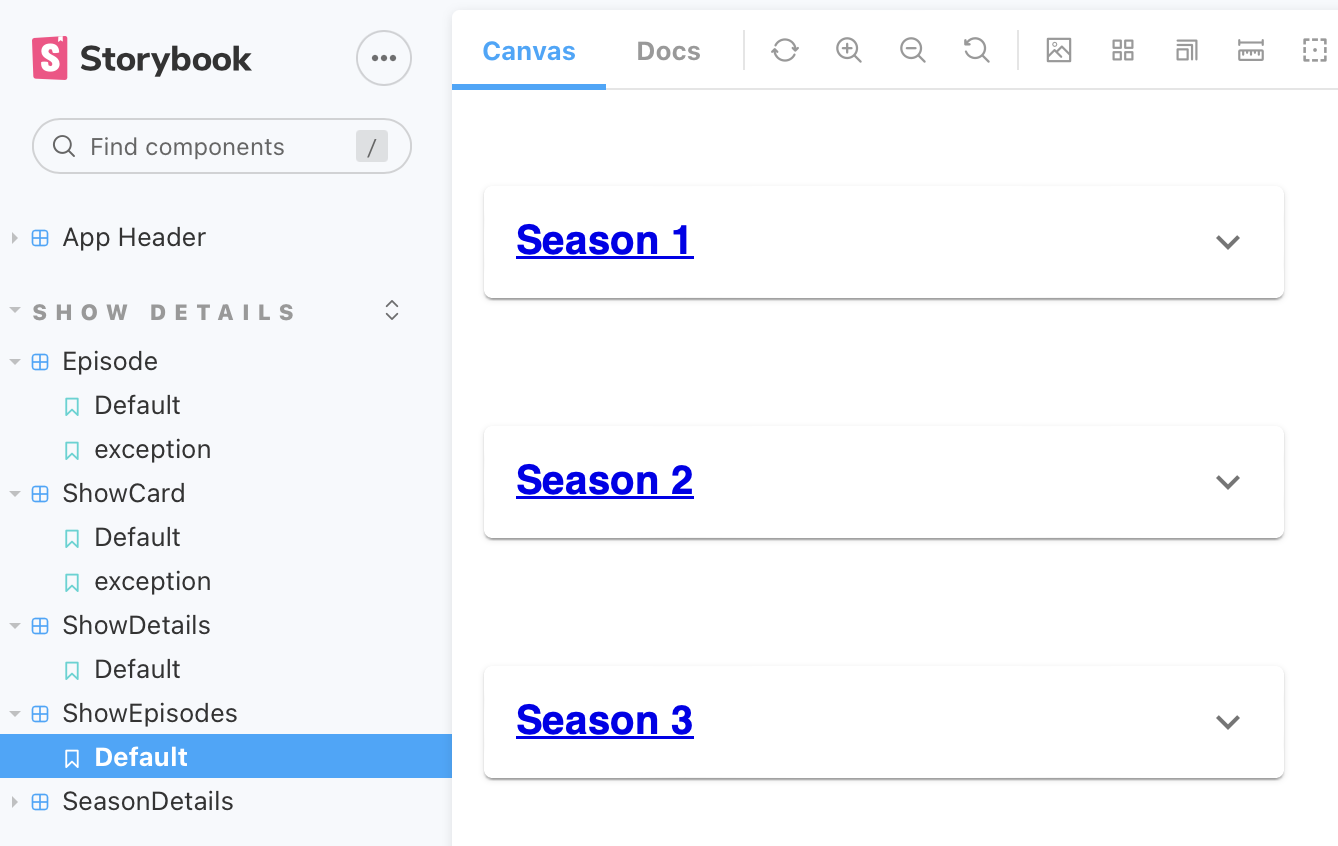 Storybook
Find components
/
App Header
SHOW DETAILS
Episode
Default
exception
ShowCard
Default
exception
ShowDetails
Default
ShowEpisodes
Default
SeasonDetails
Canvas
Docs
Season 1
Season 2
Season 3